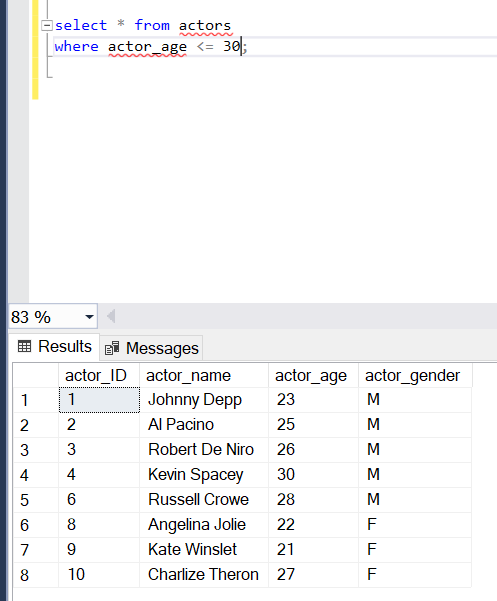 select * from actors
where actor_age <= 30;
83 %
Results Messages
actor_ID actor_name actor_age actor_gender
1 1 Johnny Depp 23 M
2 2 Al Pacino 25 M
3 3 Robert De Niro 26 M
4 4 Kevin Spacey 30 M
5 6 Russell Crowe 28 M
6 8 Angelina Jolie 22 F
7 9 Kate Winslet 21 F
8 10 Charlize Theron 27 F